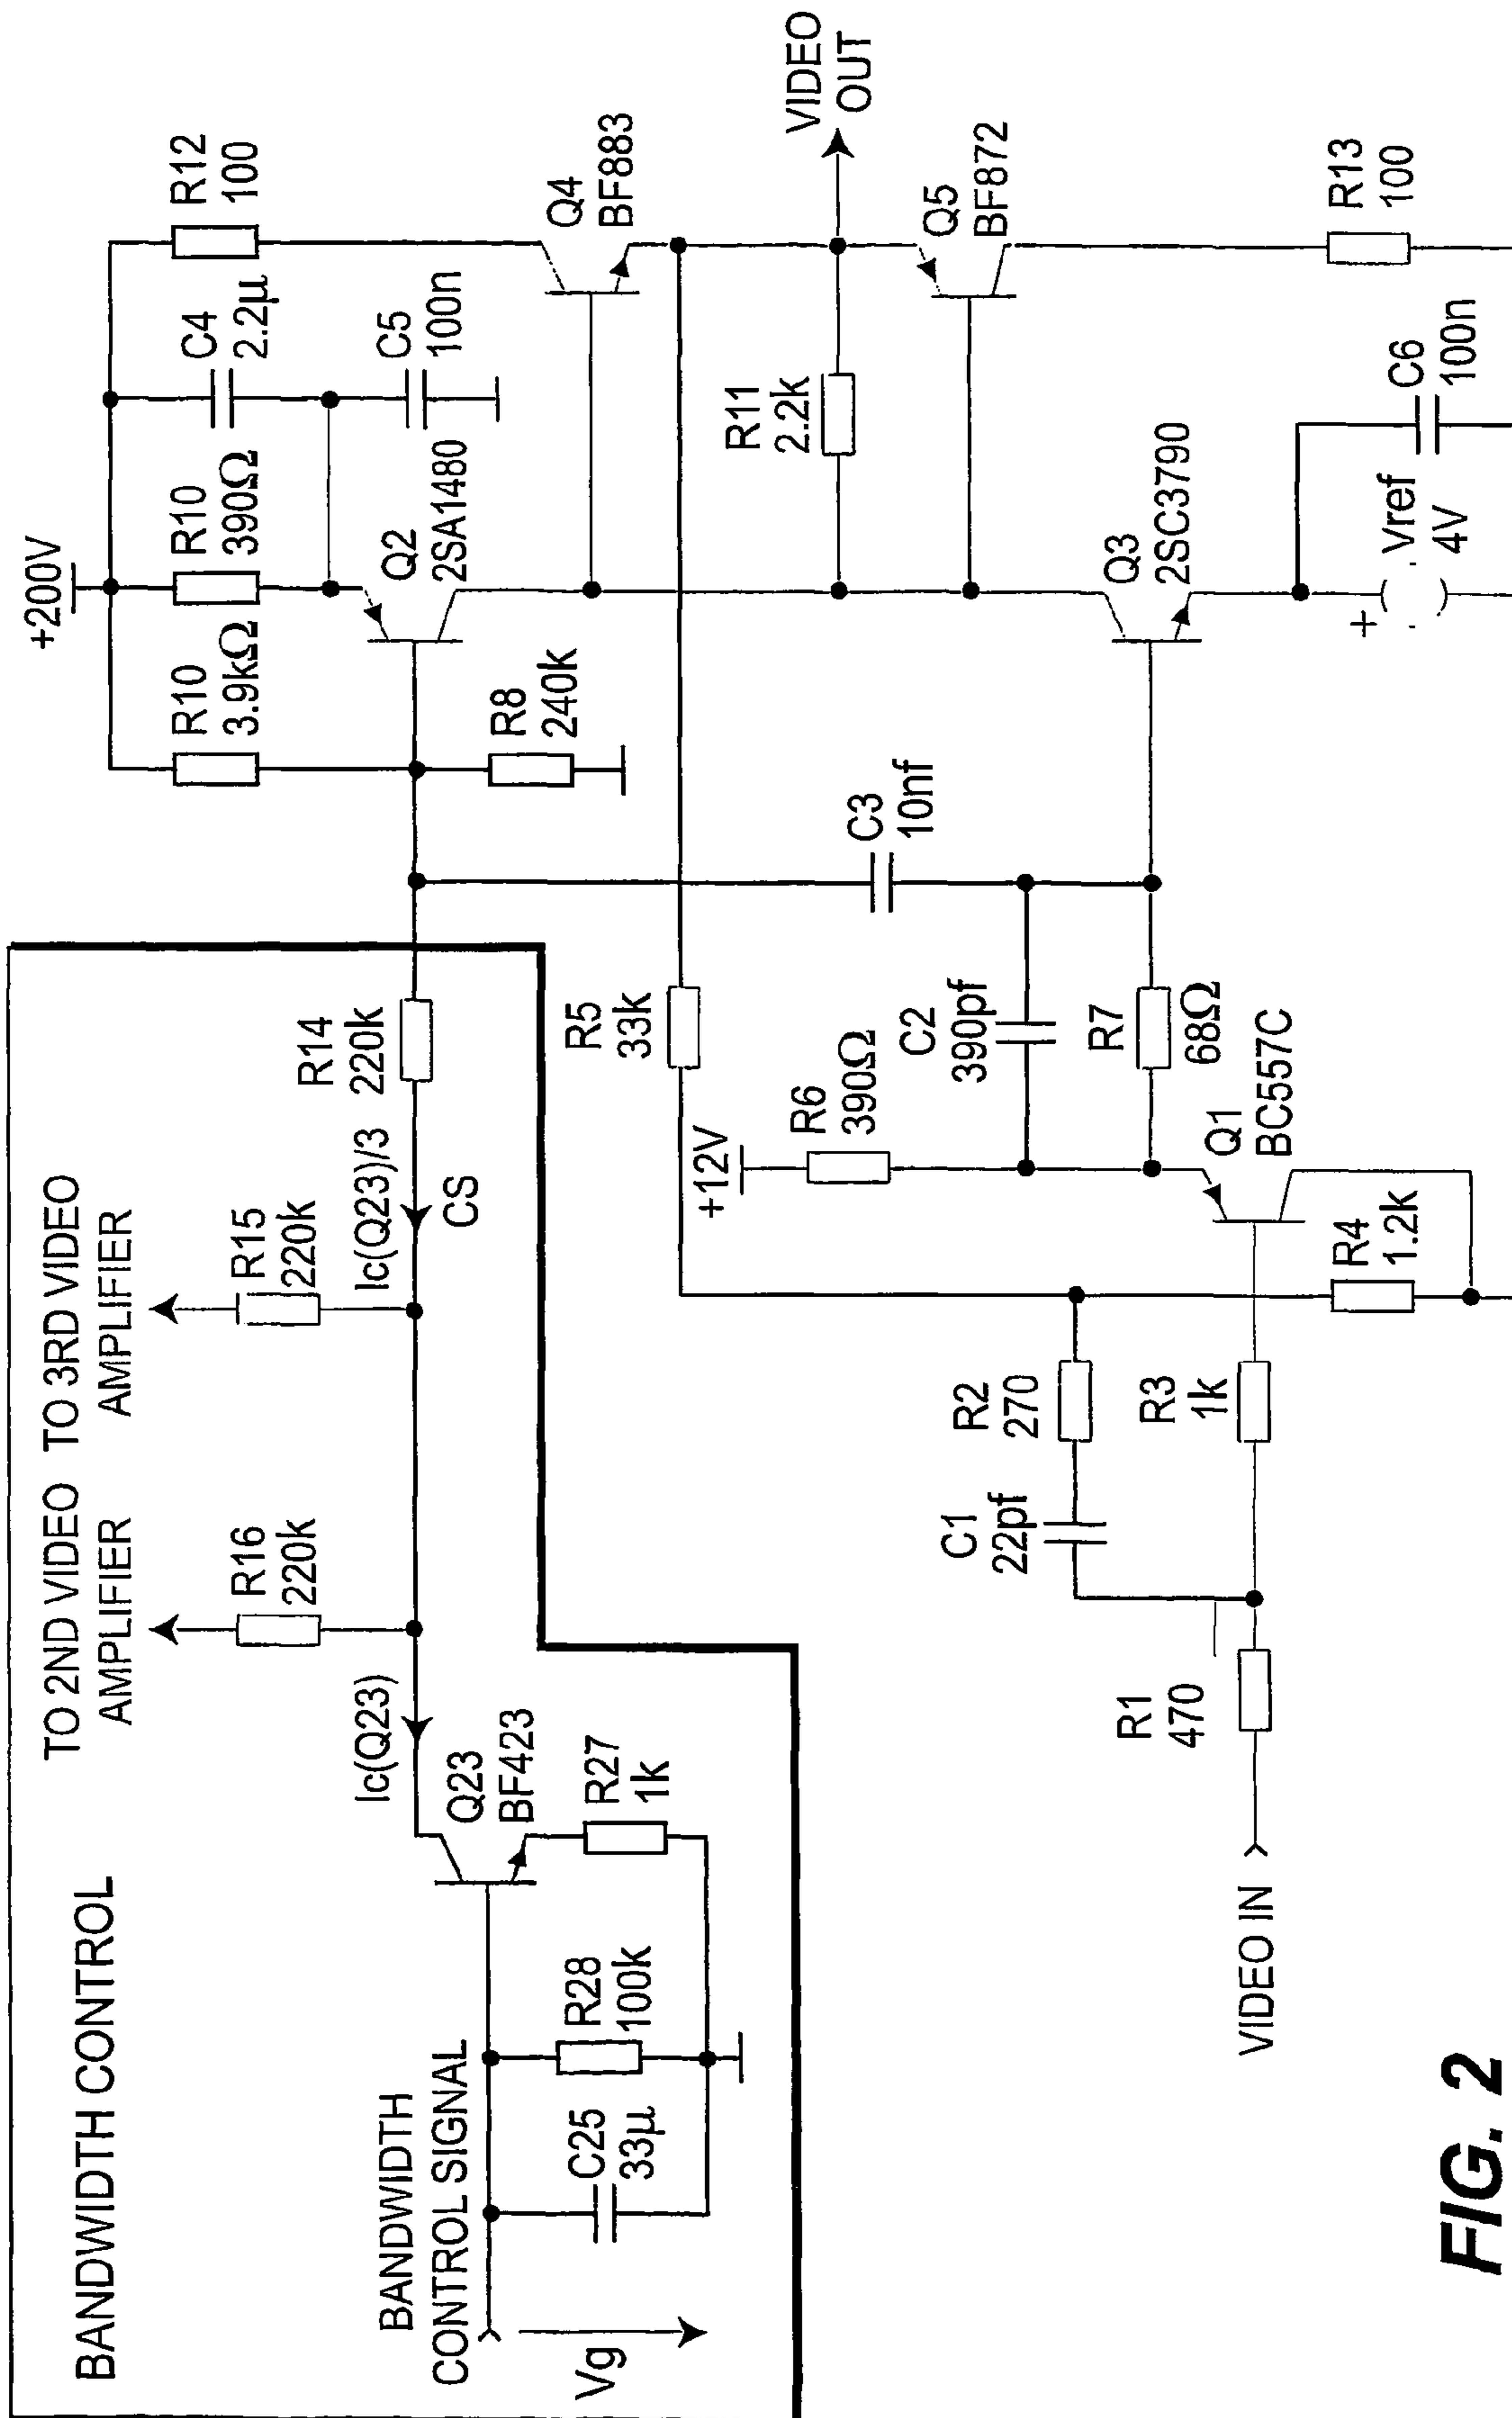 BANDWIDTH CONTROL
TO 2ND VIDEO
AMPLIFIER
TO 3RD VIDEO
AMPLIFIER
R16
220k
R15
220k
Ic(Q23)
Ic(Q23)/3
CS
R14
220k
BANDWIDTH
CONTROL SIGNAL
Vg
C25
33µ
R28
100k
Q23
BF423
R27
1k
+200V
R10
3.9kΩ
R10
390Ω
C4
2.2µ
R12
100
C5
100n
Q2
2SA1480
R8
240k
Q4
BF883
R5
33k
C3
10nf
R11
2.2k
VIDEO
OUT
Q5
BF872
+12V
R6
390Ω
C2
390pf
R7
68Ω
Q3
2SC3790
Q1
BC557C
+
Vref
4V
C6
100n
R13
100
R4
1.2k
C1
22pf
R2
270
R3
1k
R1
470
VIDEO IN
FIG. 2